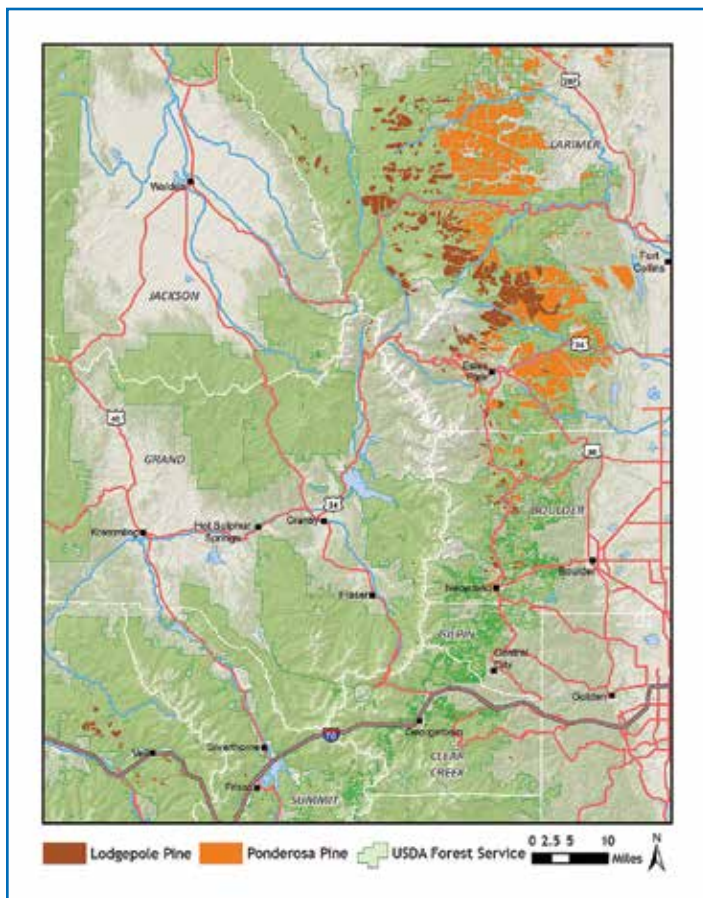 287
LARIMER
Walden
Fort
Collins
JACKSON
34
Estes
Park
40
GRAND
36
34
BOULDER
Kremmling
Hot Sulphur
Springs
Granby
Boulder
Nederland
Fraser
GILPIN
Central
City
Golden
Georgetown
70
Vail
Silverthorne
CLEAR
CREEK
Frisco
SUMMIT
Lodgepole Pine
Ponderosa Pine
USDA Forest Service
0 2.5 5 10
Miles
N